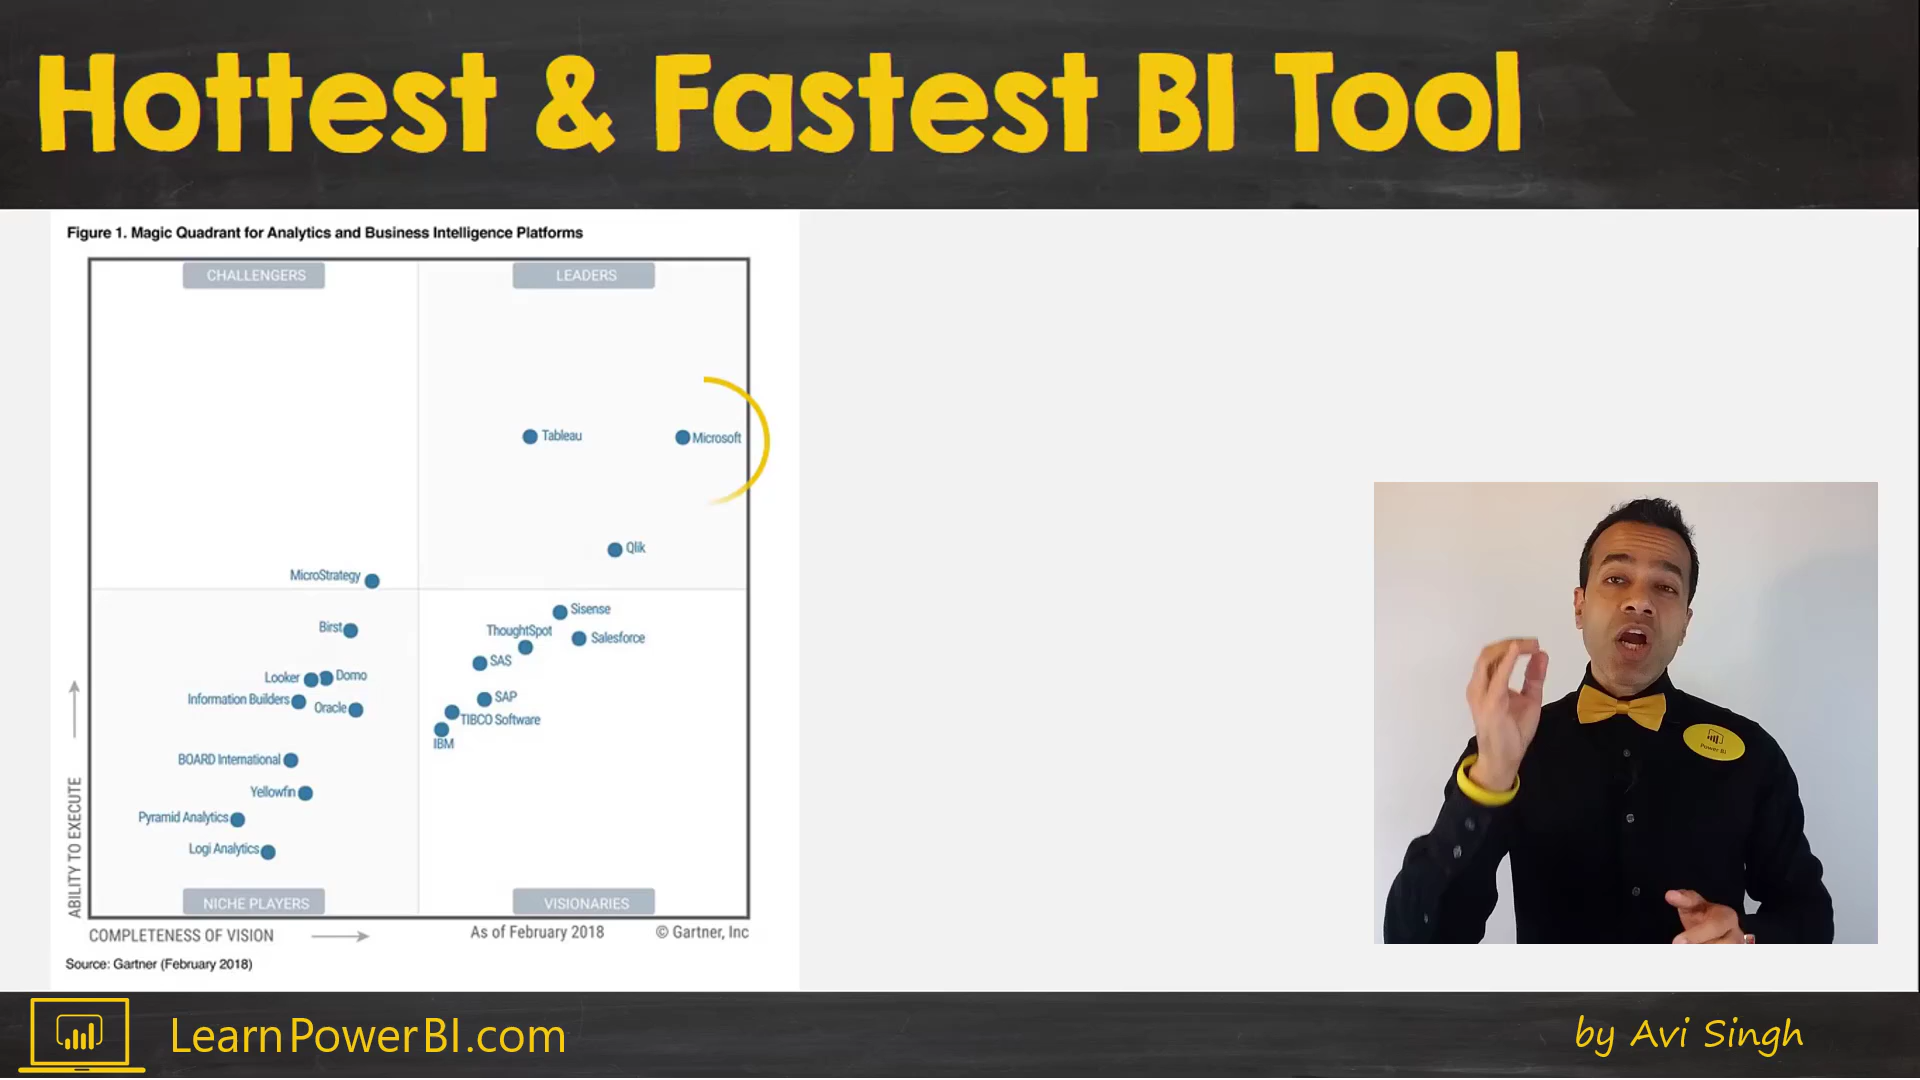 Hottest & Fastest BI Tool
Figure 1. Magic Quadrant for Analytics and Business Intelligence Platforms
CHALLENGERS
LEADERS
Tableau
Microsoft
Qlik
MicroStrategy
Sisense
Birst
ThoughtSpot
Salesforce
SAS
Looker
Domo
Information Builders
SAP
Oracle
TIBCO Software
IBM
BOARD International
Yellowfin
Pyramid Analytics
Logi Analytics
ABILITY TO EXECUTE
NICHE PLAYERS
VISIONARIES
COMPLETENESS OF VISION
As of February 2018
© Gartner, Inc
Source: Gartner (February 2018)
Power BI
LearnPowerBI.com
by Avi Singh